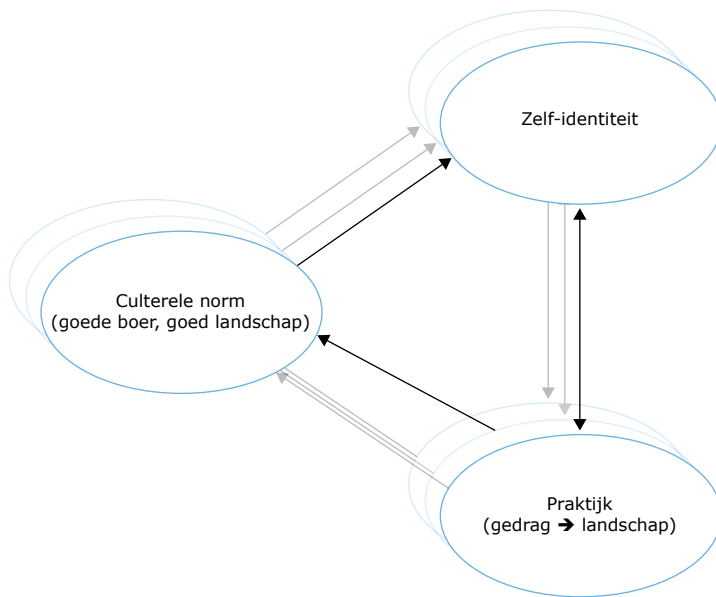 Zelf-identiteit
Culterele norm
(goede boer, goed landschap)
Praktijk
(gedrag ➔ landschap)